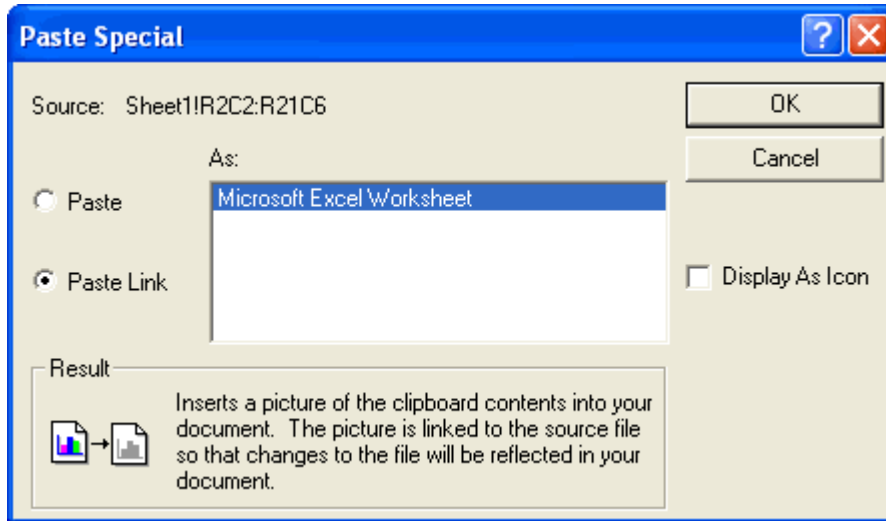 Paste Special
Source: Sheet1!R2C2:R21C6
OK
As:
Cancel
Paste
Microsoft Excel Worksheet
Paste Link
Display As Icon
Result
Inserts a picture of the clipboard contents into your
document. The picture is linked to the source file
so that changes to the file will be reflected in your
document.